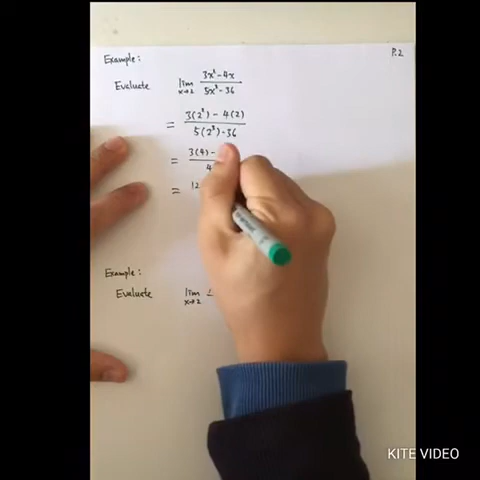 Example:
P.2
Evaluate lim x→2 3x² - 4x / 5x³ - 36
= 3(2²) - 4(2) / 5(2³) - 36
= 3(4) - / 4
= 12
Example:
Evaluate lim x→2
KITE VIDEO